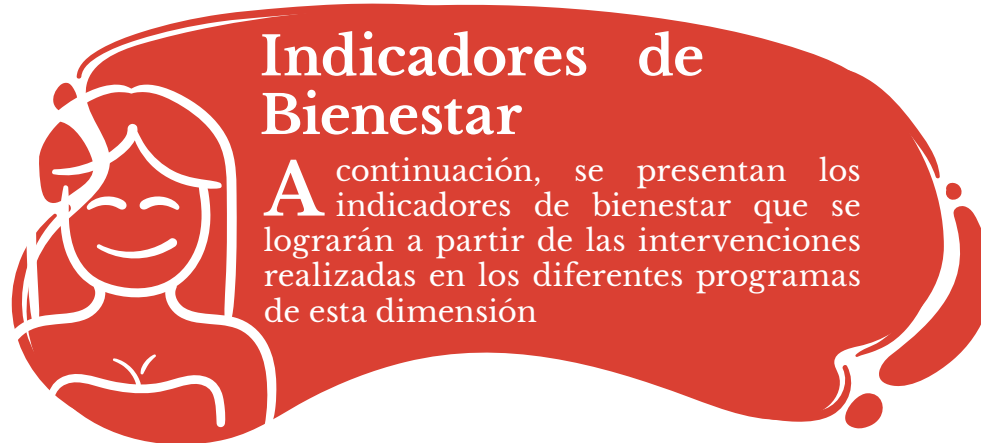 Indicadores de
Bienestar
A continuación, se presentan los
indicadores de bienestar que se
lograrán a partir de las intervenciones
realizadas en los diferentes programas
de esta dimensión